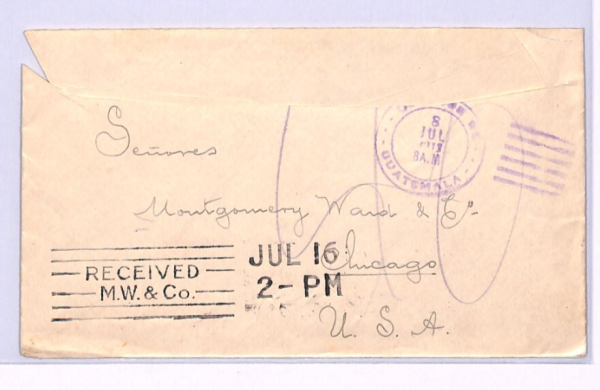 8
JUL
8A.M
GUATEMALA
Señores
Montgomery Ward & Cº-
JUL 16 Chicago
RECEIVED
M.W. & Co.
2- PM
U. S. A.